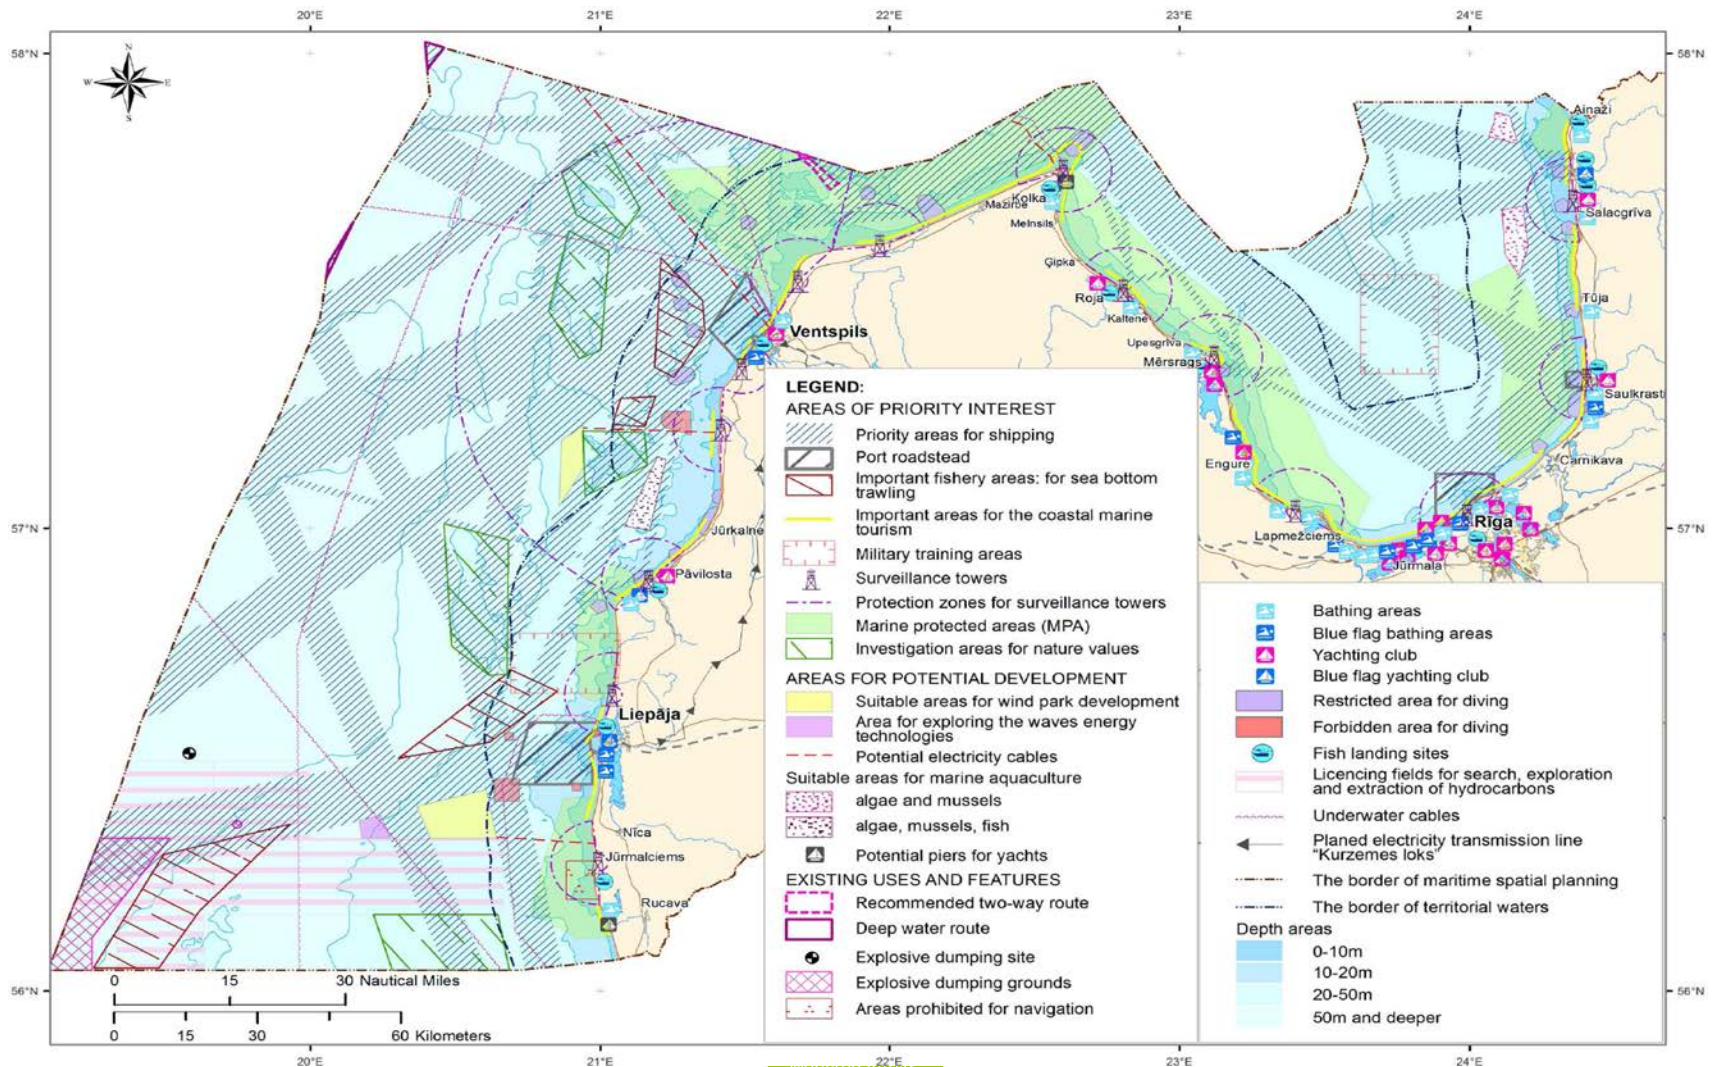 20°E 21°E 22°E 23°E 24°E
58°N 58°N
N
W E
S
Ainaži
Kolka
Mazirbe
Salacgrīva
Melnsils
Ģipka
Roja
Tūja
Kaltene
Ventspils
Upesgrīva
Mērsrags
Saulkrasti
Engure
Carnikava
57°N 57°N
Jūrkalne
Rīga
Lapmežciems
Jūrmala
Pāvilosta
Liepāja
Nīca
Jūrmalciems
Rucava
LEGEND:
AREAS OF PRIORITY INTEREST
Priority areas for shipping
Port roadstead
Important fishery areas: for sea bottom
trawling
Important areas for the coastal marine
tourism
Military training areas
Surveillance towers
Protection zones for surveillance towers
Marine protected areas (MPA)
Investigation areas for nature values
AREAS FOR POTENTIAL DEVELOPMENT
Suitable areas for wind park development
Area for exploring the waves energy
technologies
Potential electricity cables
Suitable areas for marine aquaculture
algae and mussels
algae, mussels, fish
Potential piers for yachts
EXISTING USES AND FEATURES
Recommended two-way route
Deep water route
Explosive dumping site
Explosive dumping grounds
Areas prohibited for navigation
Bathing areas
Blue flag bathing areas
Yachting club
Blue flag yachting club
Restricted area for diving
Forbidden area for diving
Fish landing sites
Licencing fields for search, exploration
and extraction of hydrocarbons
Underwater cables
Planed electricity transmission line
"Kurzemes loks"
The border of maritime spatial planning
The border of territorial waters
Depth areas
0-10m
10-20m
20-50m
50m and deeper
56°N 56°N
0 15 30 Nautical Miles
0 15 30 60 Kilometers
20°E 21°E 22°E 23°E 24°E